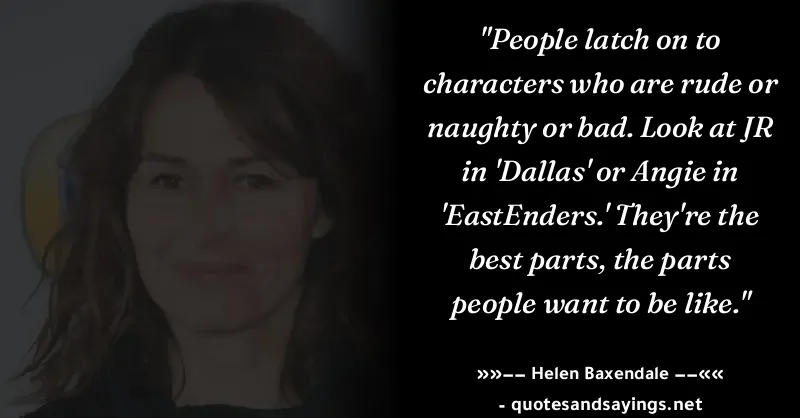 "People latch on to
characters who are rude or
naughty or bad. Look at JR
in 'Dallas' or Angie in
'EastEnders.' They're the
best parts, the parts
people want to be like."
»»―― Helen Baxendale ――««
- quotesandsayings.net